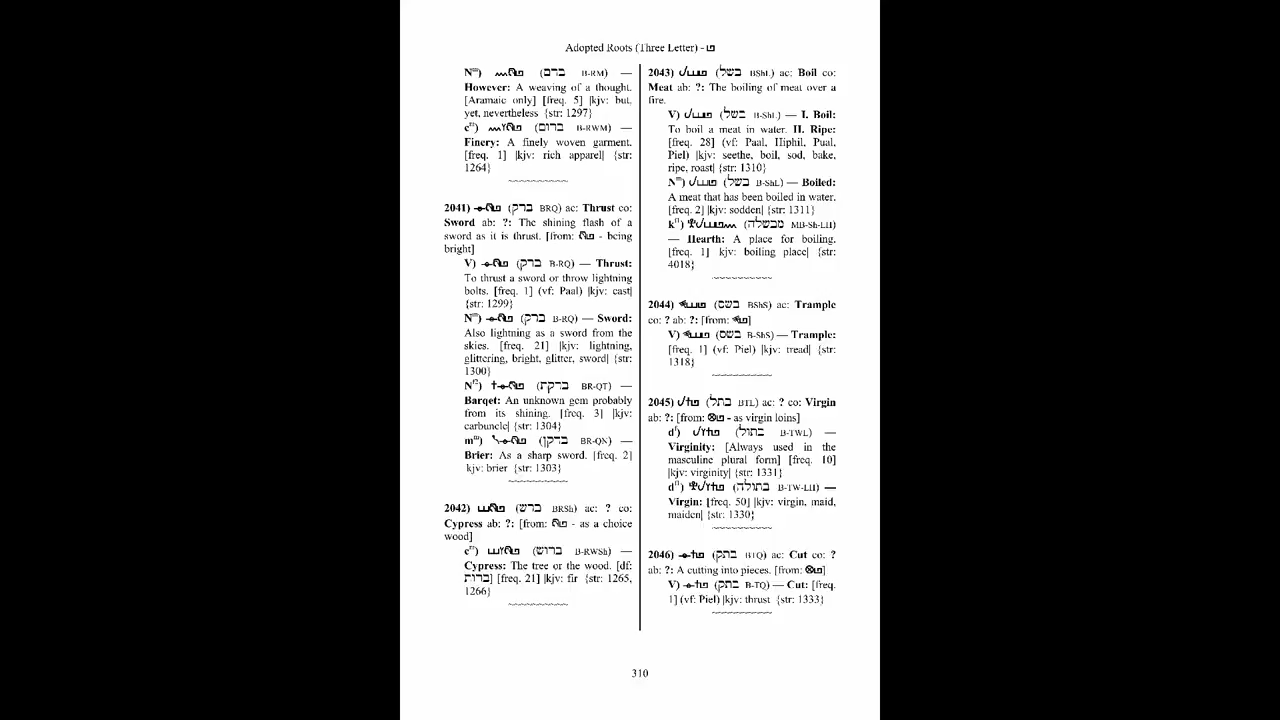 Adopted Roots (Three Letter) -
Nm) (ברם B-RM) —
However: A weaving of a thought.
[Aramaic only] [freq. 5] |kjv: but,
yet, nevertheless {str: 1297}
(ברום B-RWM) —
Finery: A finely woven garment.
[freq. 1] |kjv: rich apparel| {str:
1264}
~~~~~~~~~~
2041) (ברק BRQ) ac: Thrust co:
Sword ab: ?: The shining flash of a
sword as it is thrust. [from: - being
bright]
V) (ברק B-RQ) — Thrust:
To thrust a sword or throw lightning
bolts. [freq. 1] (vf: Paal) |kjv: cast|
{str: 1299}
Nm) (ברק B-RQ) — Sword:
Also lightning as a sword from the
skies. [freq. 21] |kjv: lightning,
glittering, bright, glitter, sword| {str:
1300}
Nf2) (ברקת BR-QT) —
Barqet: An unknown gem probably
from its shining. [freq. 3] |kjv:
carbuncle| {str: 1304}
mm) (ברקן BR-QN) —
Brier: As a sharp sword. [freq. 2]
kjv: brier {str: 1303}
~~~~~~~~~~
2042) (ברש BRSh) ac: ? co:
Cypress ab: ?: [from: - as a choice
wood]
(ברוש B-RWSh) —
Cypress: The tree or the wood. [df:
ברות] [freq. 21] |kjv: fir {str: 1265,
1266}
~~~~~~~~~~
2043) (בשל BShL) ac: Boil co:
Meat ab: ?: The boiling of meat over a
fire.
V) (בשל B-ShL) — I. Boil:
To boil a meat in water. II. Ripe:
[freq. 28] (vf: Paal, Hiphil, Pual,
Piel) |kjv: seethe, boil, sod, bake,
ripe, roast| {str: 1310}
Nm) (בשל B-ShL) — Boiled:
A meat that has been boiled in water.
[freq. 2] |kjv: sodden| {str: 1311}
kf1) (מבשלה MB-Sh-LH)
— Hearth: A place for boiling.
[freq. 1] kjv: boiling place| {str:
4018}
~~~~~~~~~~
2044) (בשס BShS) ac: Trample
co: ? ab: ?: [from: ]
V) (בשס B-ShS) — Trample:
[freq. 1] (vf: Piel) |kjv: tread| {str:
1318}
~~~~~~~~~~
2045) (בתל BTL) ac: ? co: Virgin
ab: ?: [from: - as virgin loins]
(בתול B-TWL) —
Virginity: [Always used in the
masculine plural form] [freq. 10]
|kjv: virginity| {str: 1331}
df1) (בתולה B-TW-LH) —
Virgin: [freq. 50] |kjv: virgin, maid,
maiden| {str: 1330}
~~~~~~~~~~
2046) (בתק BTQ) ac: Cut co: ?
ab: ?: A cutting into pieces. [from: ]
V) (בתק B-TQ) — Cut: [freq.
1] (vf: Piel) |kjv: thrust {str: 1333}
~~~~~~~~~~
310